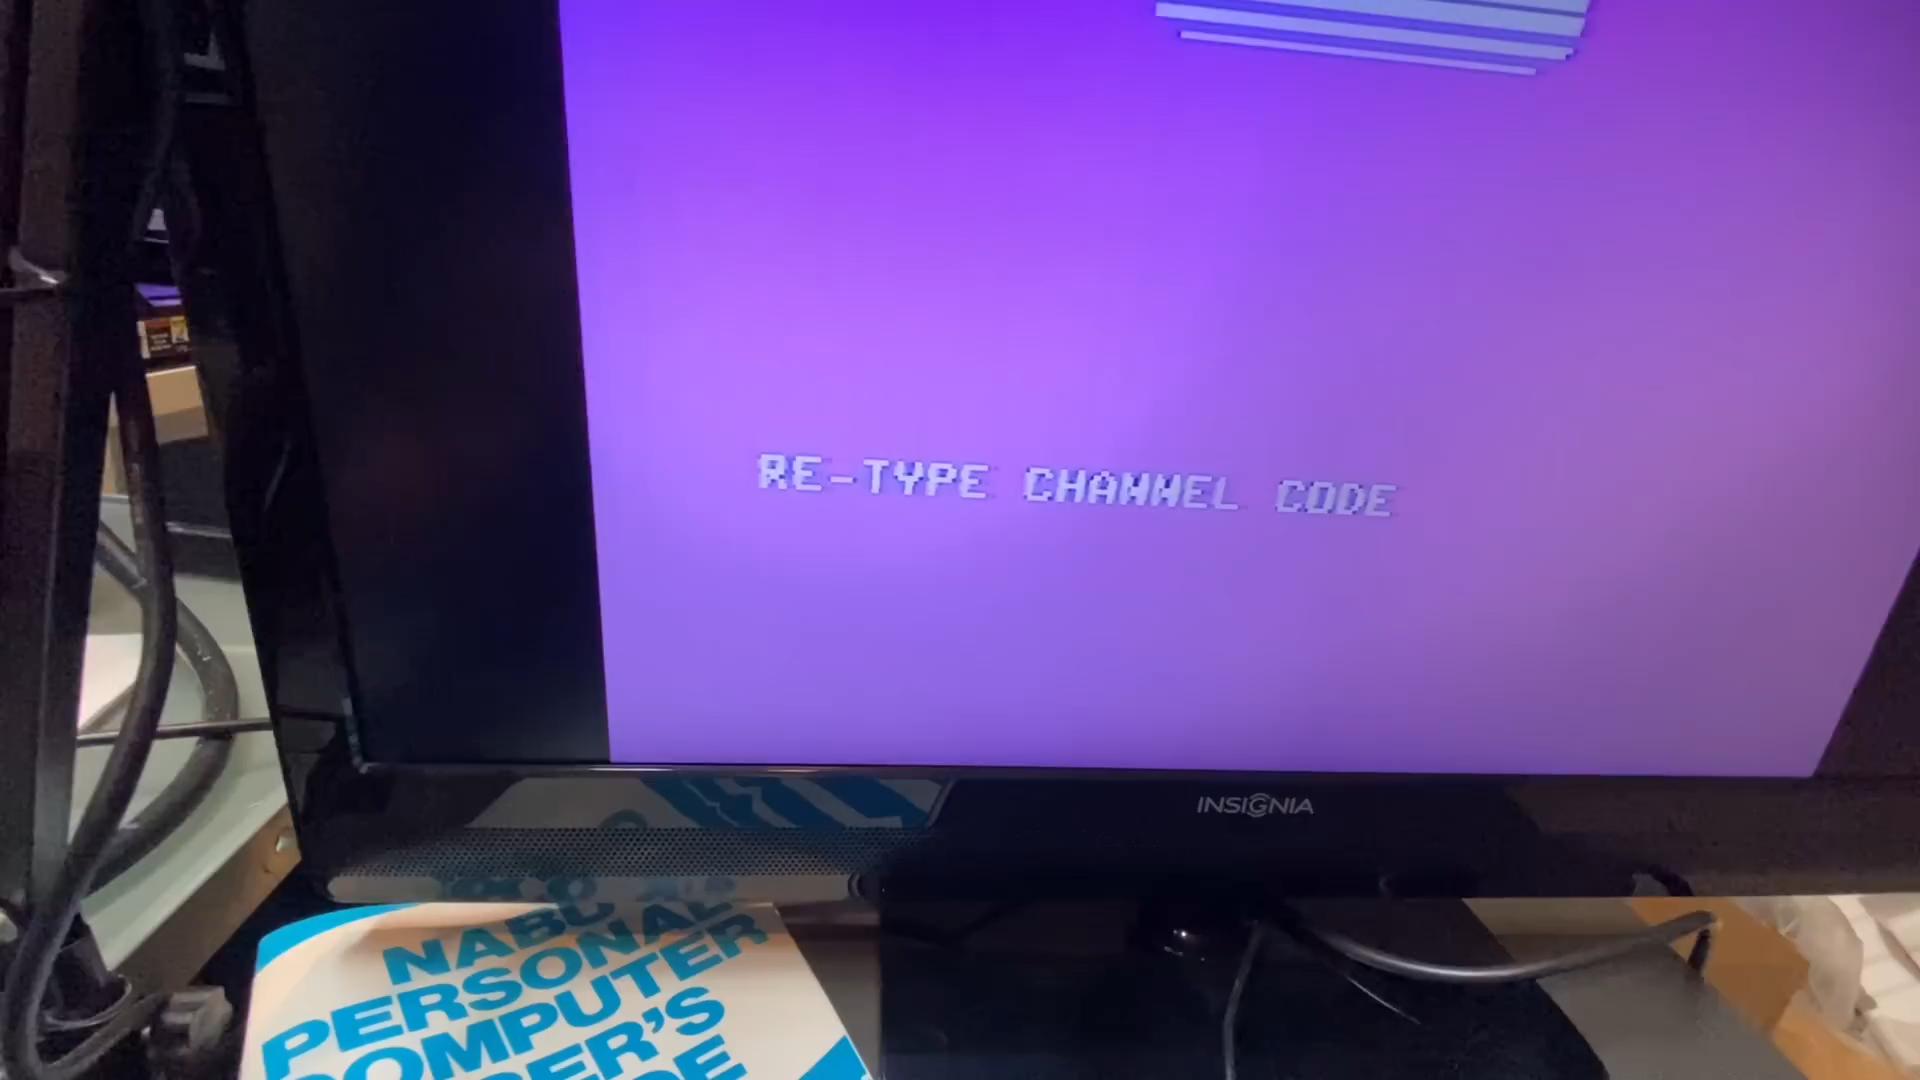 RE-TYPE CHANNEL CODE
INSIGNIA
NABU
PERSONAL
COMPUTER